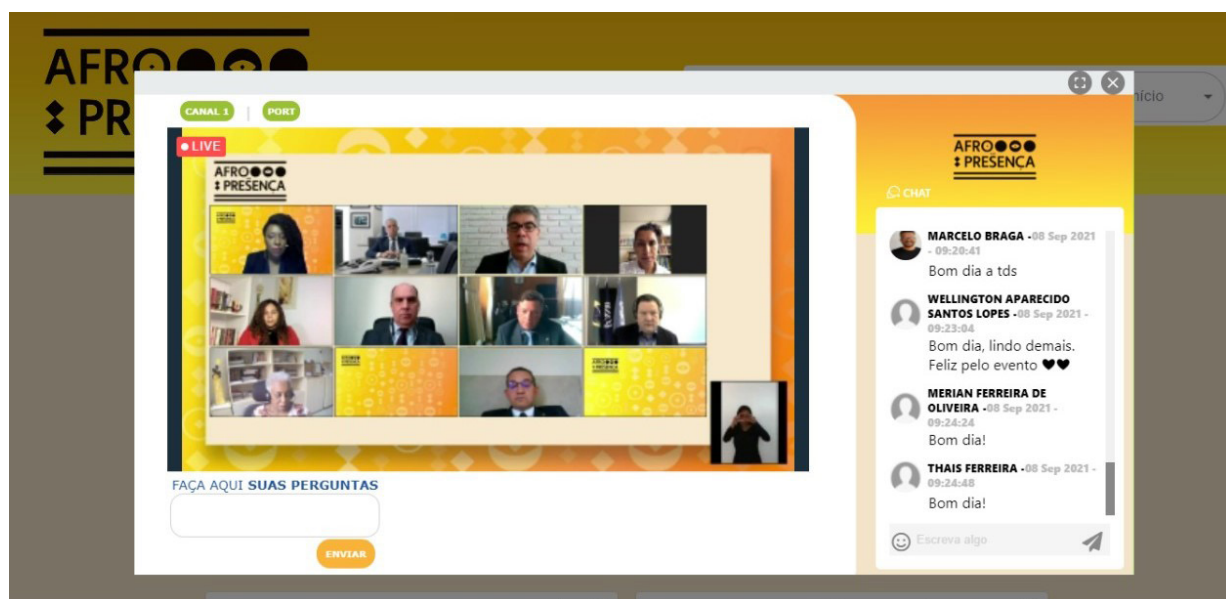 AFRO
PR
nício
CANAL 1 | PORT
LIVE
AFRO
PRESENÇA
FAÇA AQUI SUAS PERGUNTAS
ENVIAR
AFRO
PRESENÇA
CHAT
MARCELO BRAGA -08 Sep 2021
- 09:20:41
Bom dia a tds
WELLINGTON APARECIDO
SANTOS LOPES -08 Sep 2021 -
09:23:04
Bom dia, lindo demais.
Feliz pelo evento ♥♥
MERIAN FERREIRA DE
OLIVEIRA -08 Sep 2021 -
09:24:24
Bom dia!
THAIS FERREIRA -08 Sep 2021 -
09:24:48
Bom dia!
Escreva algo